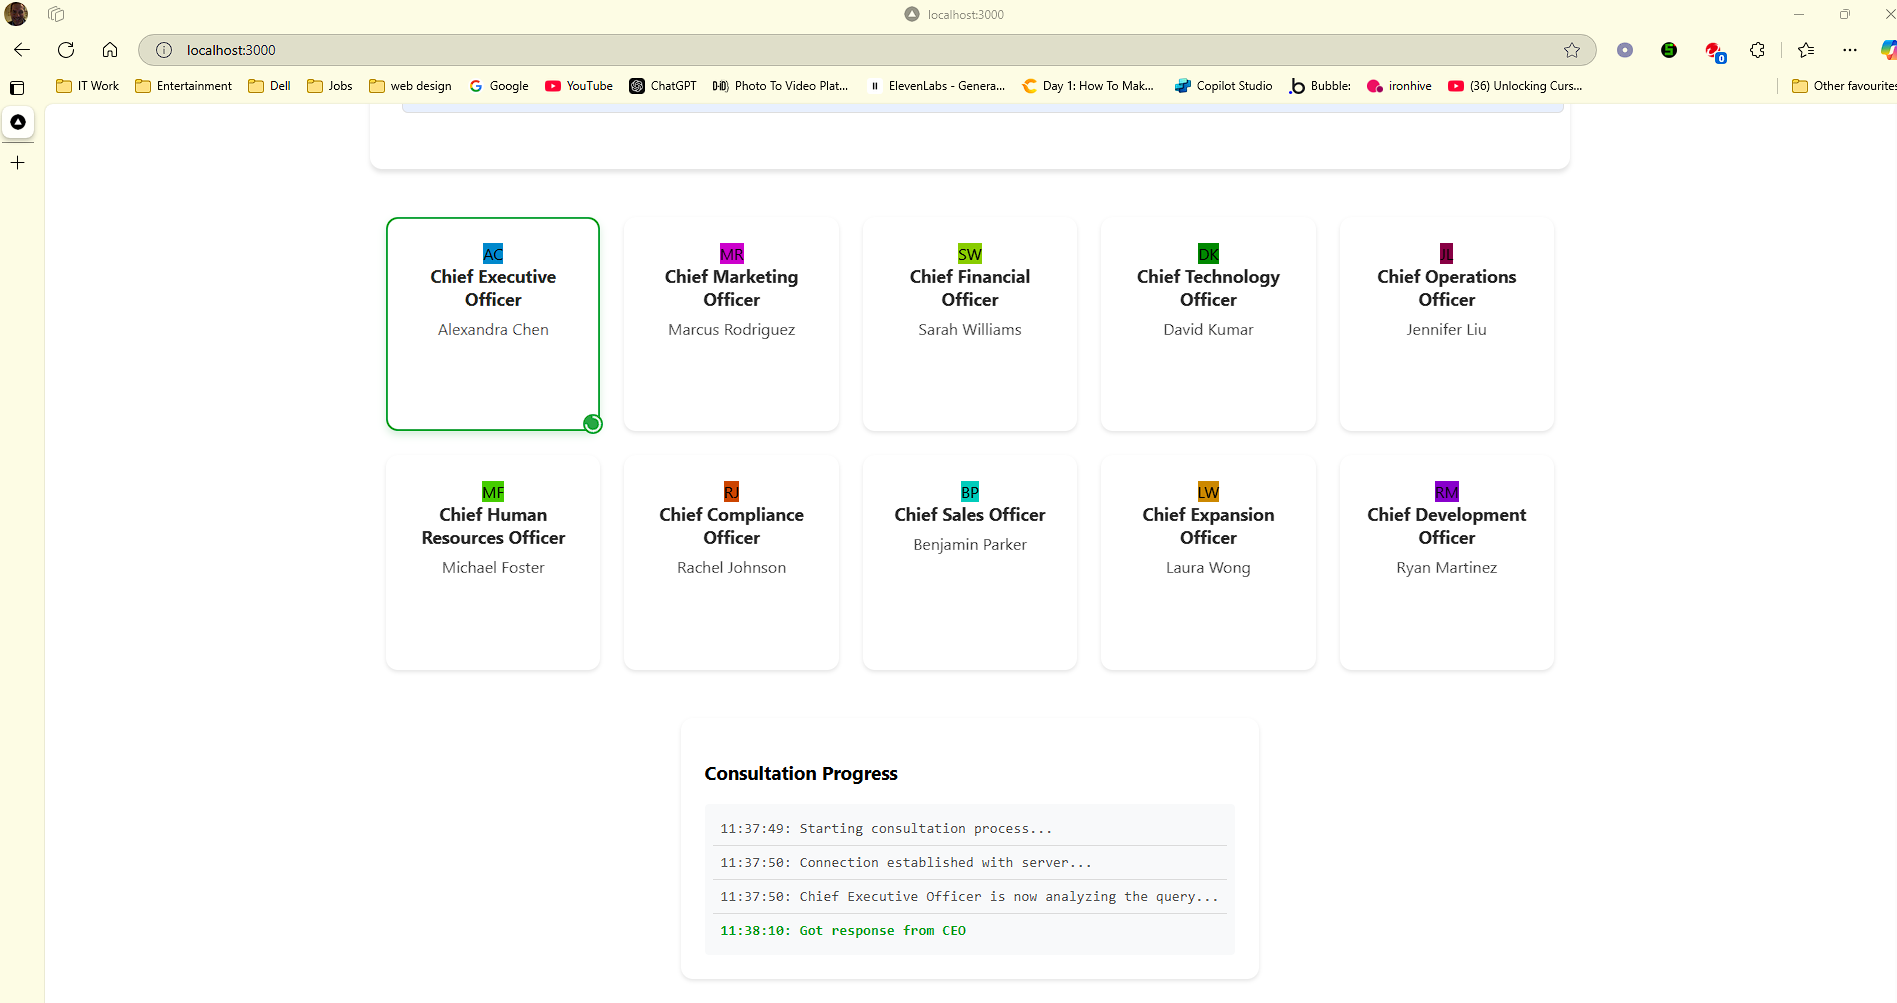 localhost:3000
localhost:3000
0
IT Work
Entertainment
Dell
Jobs
web design
Google
YouTube
ChatGPT
Photo To Video Plat...
ElevenLabs - Genera...
Day 1: How To Mak...
Copilot Studio
Bubble:
ironhive
(36) Unlocking Curs...
Other favourites
AC
Chief Executive
Officer
Alexandra Chen
MR
Chief Marketing
Officer
Marcus Rodriguez
SW
Chief Financial
Officer
Sarah Williams
DK
Chief Technology
Officer
David Kumar
JL
Chief Operations
Officer
Jennifer Liu
MF
Chief Human
Resources Officer
Michael Foster
RJ
Chief Compliance
Officer
Rachel Johnson
BP
Chief Sales Officer
Benjamin Parker
LW
Chief Expansion
Officer
Laura Wong
RM
Chief Development
Officer
Ryan Martinez
Consultation Progress
11:37:49: Starting consultation process...
11:37:50: Connection established with server...
11:37:50: Chief Executive Officer is now analyzing the query...
11:38:10: Got response from CEO